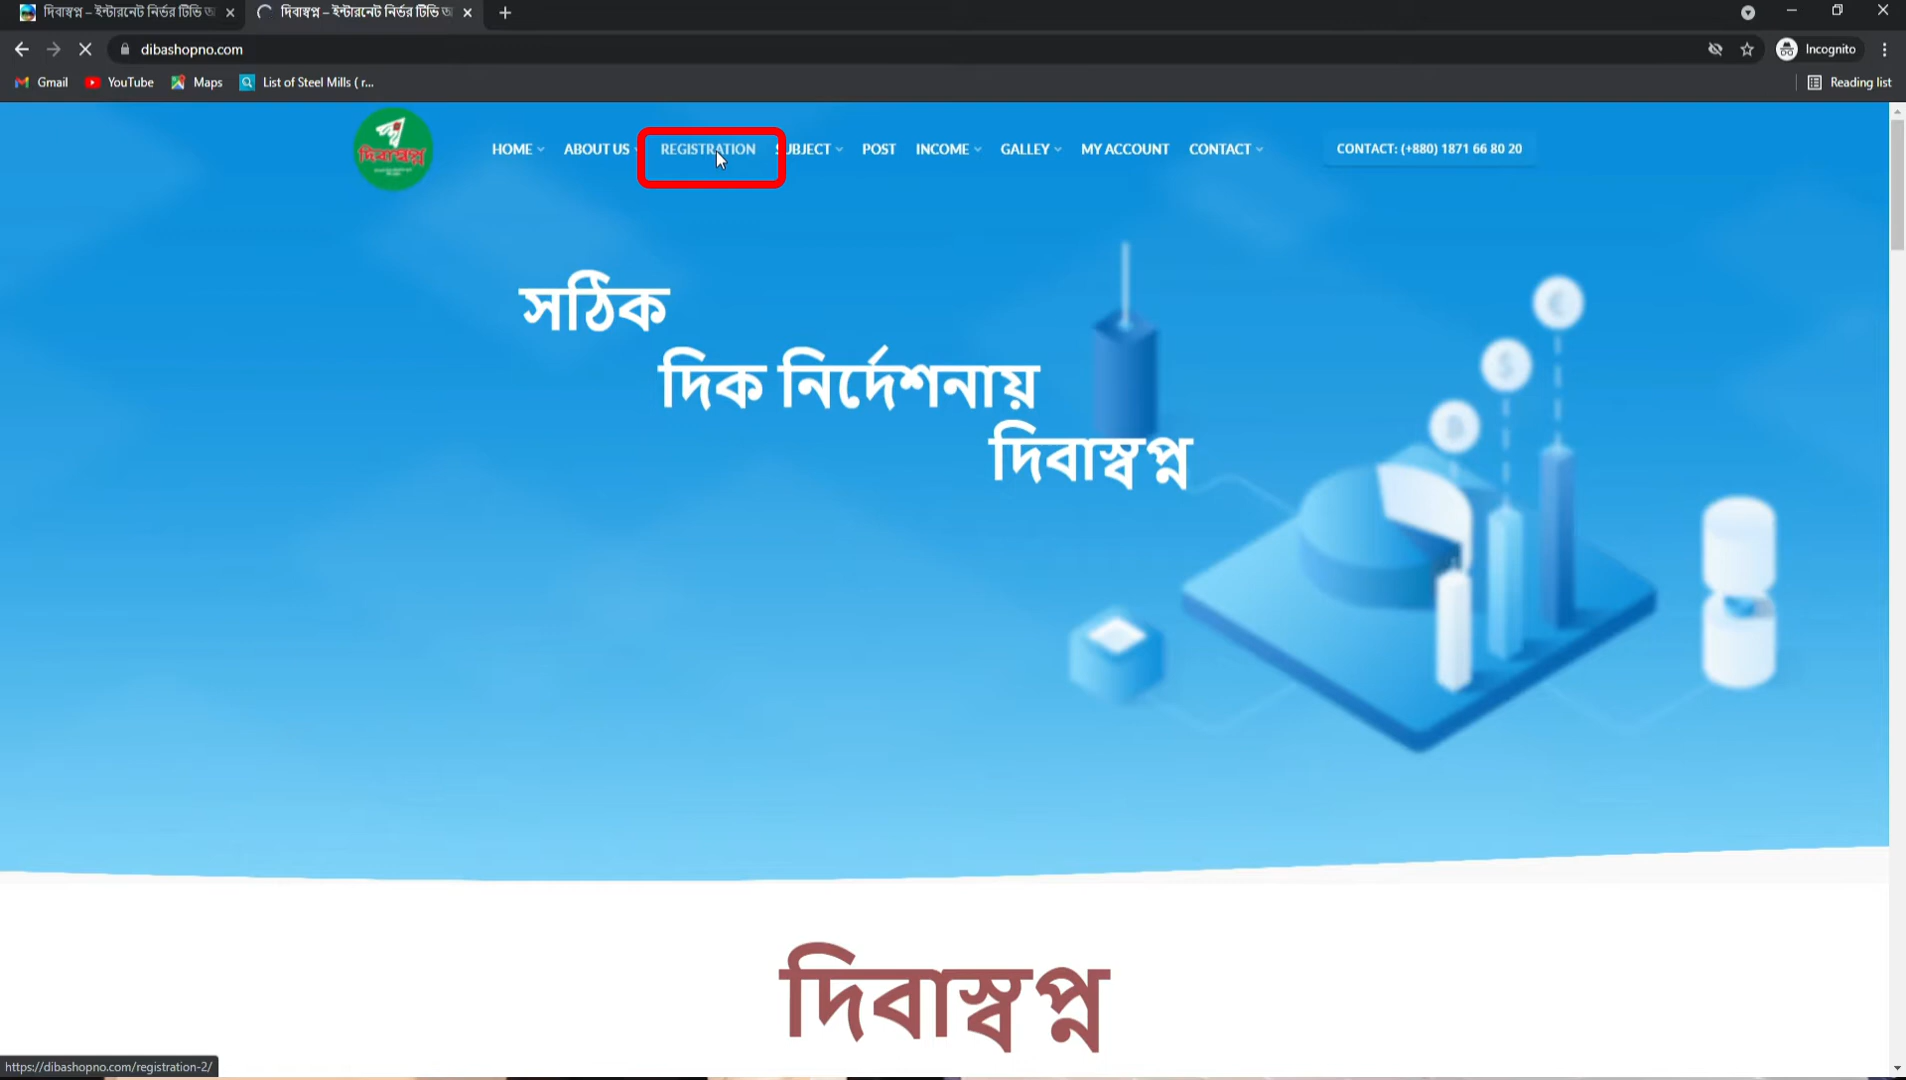 দিবাস্বপ্ন – ইন্টারনেট নির্ভর টিভি অ
দিবাস্বপ্ন – ইন্টারনেট নির্ভর টিভি অ
dibashopno.com
Incognito
Gmail
YouTube
Maps
List of Steel Mills ( r...
Reading list
দিবাস্বপ্ন
HOME
ABOUT US
REGISTRATION
SUBJECT
POST
INCOME
GALLEY
MY ACCOUNT
CONTACT
CONTACT: (+880) 1871 66 80 20
সঠিক
দিক নির্দেশনায়
দিবাস্বপ্ন
দিবাস্বপ্ন
https://dibashopno.com/registration-2/